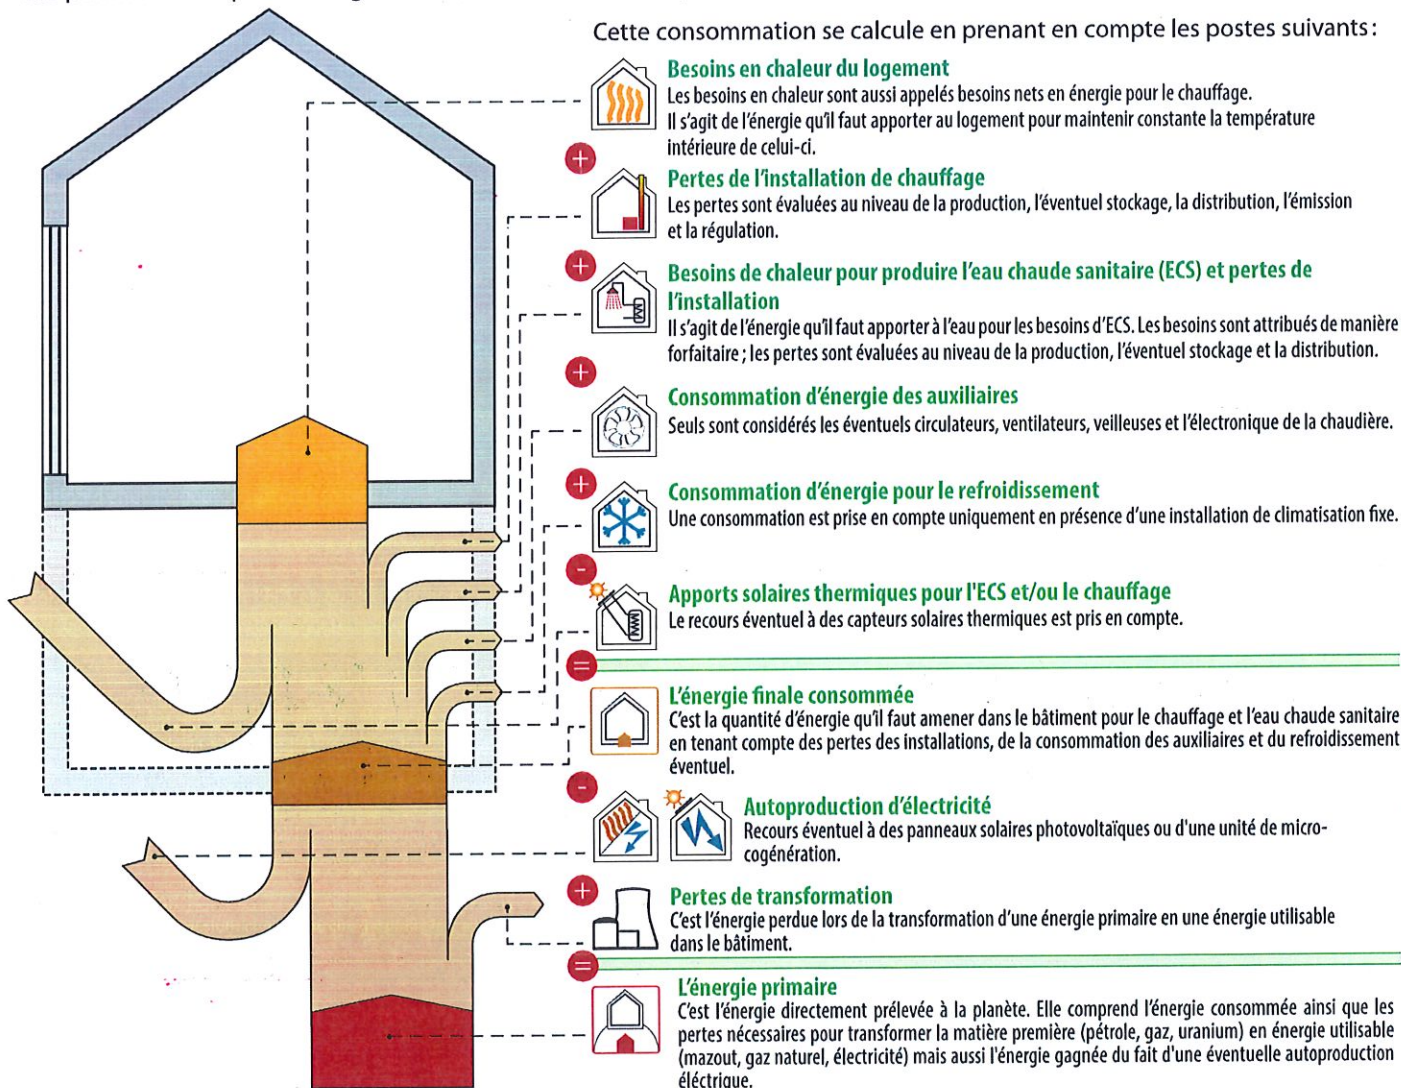 Cette consommation se calcule en prenant en compte les postes suivants :
Besoins en chaleur du logement
Les besoins en chaleur sont aussi appelés besoins nets en énergie pour le chauffage.
Il s'agit de l'énergie qu'il faut apporter au logement pour maintenir constante la température
intérieure de celui-ci.
+
Pertes de l'installation de chauffage
Les pertes sont évaluées au niveau de la production, l'éventuel stockage, la distribution, l'émission
et la régulation.
+
Besoins de chaleur pour produire l'eau chaude sanitaire (ECS) et pertes de
l'installation
Il s'agit de l'énergie qu'il faut apporter à l'eau pour les besoins d'ECS. Les besoins sont attribués de manière
forfaitaire ; les pertes sont évaluées au niveau de la production, l'éventuel stockage et la distribution.
+
Consommation d'énergie des auxiliaires
Seuls sont considérés les éventuels circulateurs, ventilateurs, veilleuses et l'électronique de la chaudière.
+
Consommation d'énergie pour le refroidissement
Une consommation est prise en compte uniquement en présence d'une installation de climatisation fixe.
-
Apports solaires thermiques pour l'ECS et/ou le chauffage
Le recours éventuel à des capteurs solaires thermiques est pris en compte.
=
L'énergie finale consommée
C'est la quantité d'énergie qu'il faut amener dans le bâtiment pour le chauffage et l'eau chaude sanitaire
en tenant compte des pertes des installations, de la consommation des auxiliaires et du refroidissement
éventuel.
-
Autoproduction d'électricité
Recours éventuel à des panneaux solaires photovoltaïques ou d'une unité de micro-
cogénération.
+
Pertes de transformation
C'est l'énergie perdue lors de la transformation d'une énergie primaire en une énergie utilisable
dans le bâtiment.
=
L'énergie primaire
C'est l'énergie directement prélevée à la planète. Elle comprend l'énergie consommée ainsi que les
pertes nécessaires pour transformer la matière première (pétrole, gaz, uranium) en énergie utilisable
(mazout, gaz naturel, électricité) mais aussi l'énergie gagnée du fait d'une éventuelle autoproduction
éléctrique.